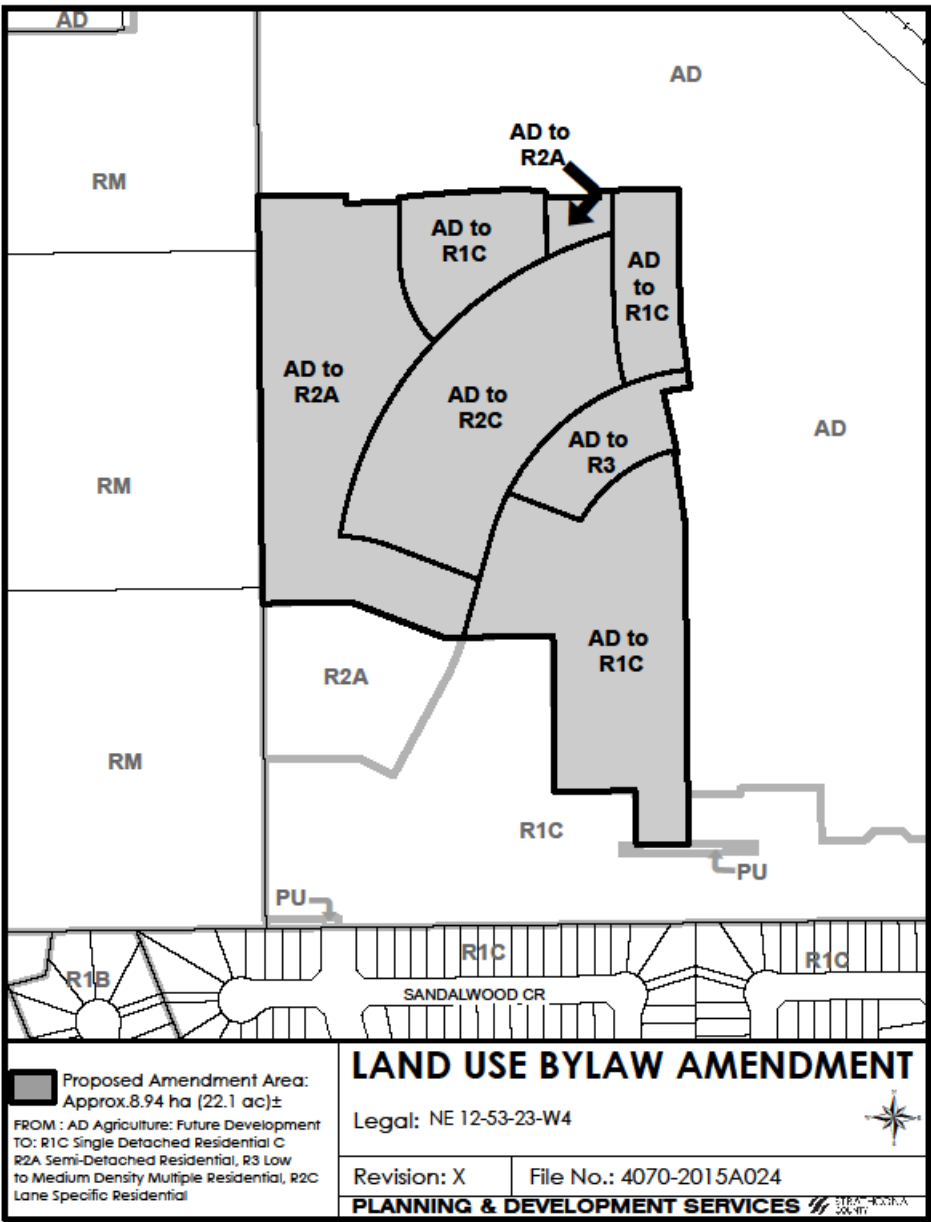 AD
AD
AD to
R2A
RM
AD to
R1C
AD
to
R1C
AD to
R2A
AD to
R2C
AD to
R3
AD
RM
AD to
R1C
R2A
RM
R1C
PU
PU
R1C
R1C
R1B
SANDALWOOD CR
Proposed Amendment Area:
Approx.8.94 ha (22.1 ac)±
FROM : AD Agriculture: Future Development
TO: R1C Single Detached Residential C
R2A Semi-Detached Residential, R3 Low
to Medium Density Multiple Residential, R2C
Lane Specific Residential
LAND USE BYLAW AMENDMENT
Legal: NE 12-53-23-W4
Revision: X
File No.: 4070-2015A024
PLANNING & DEVELOPMENT SERVICES
STRATHCONA
COUNTY